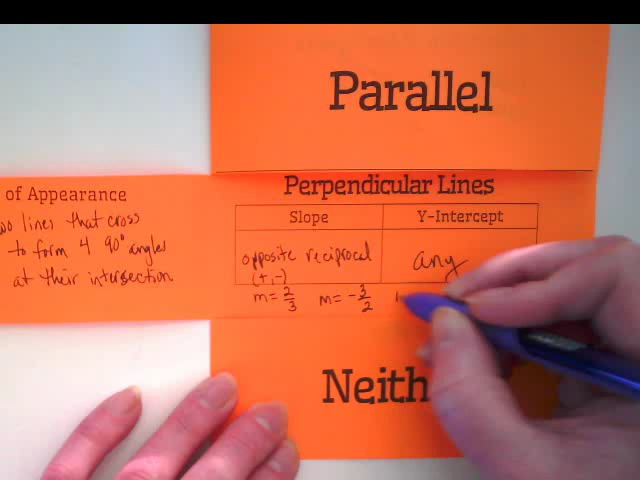 Parallel
of Appearance
two lines that cross
to form 4 90° angles
at their intersection
Perpendicular Lines
Slope
Y-Intercept
opposite reciprocal
(+,-)
any
m = 2/3
m = -3/2
Neith